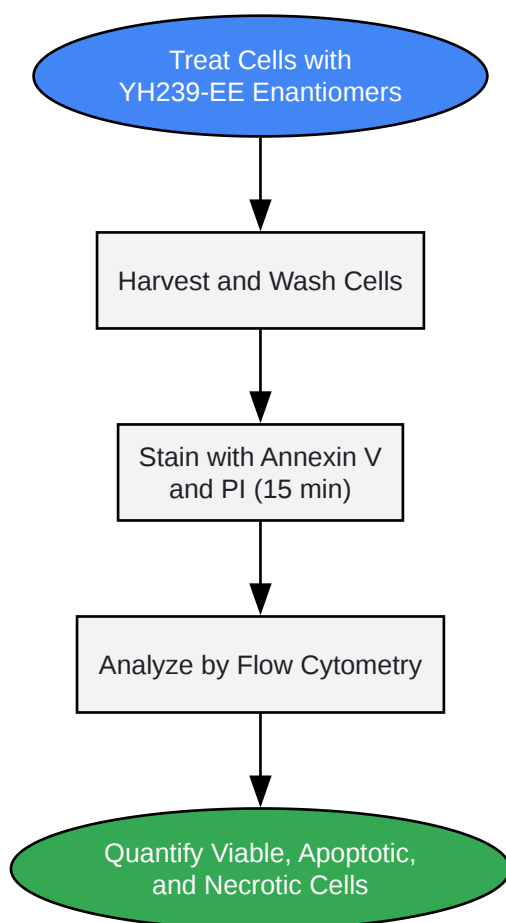 Treat Cells with
YH239-EE Enantiomers
Harvest and Wash Cells
Stain with Annexin V
and PI (15 min)
Analyze by Flow Cytometry
Quantify Viable, Apoptotic,
and Necrotic Cells